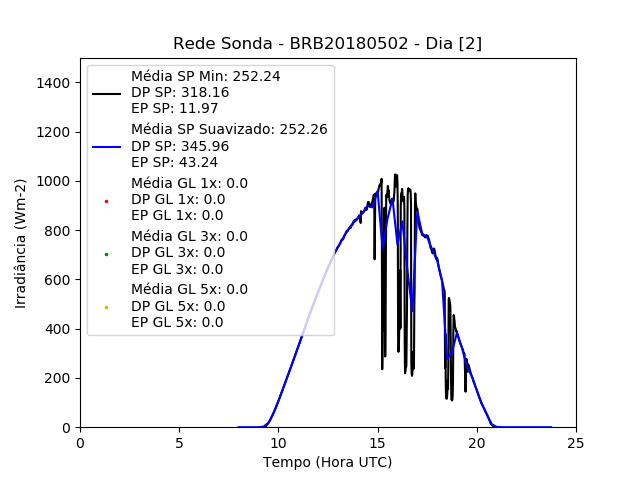 Rede Sonda - BRB20180502 - Dia [2]
Média SP Min: 252.24
DP SP: 318.16
EP SP: 11.97
Média SP Suavizado: 252.26
DP SP: 345.96
EP SP: 43.24
Média GL 1x: 0.0
DP GL 1x: 0.0
EP GL 1x: 0.0
Média GL 3x: 0.0
DP GL 3x: 0.0
EP GL 3x: 0.0
Média GL 5x: 0.0
DP GL 5x: 0.0
EP GL 5x: 0.0
Irradiância (Wm-2)
1400
1200
1000
800
600
400
200
0
0 5 10 15 20 25
Tempo (Hora UTC)